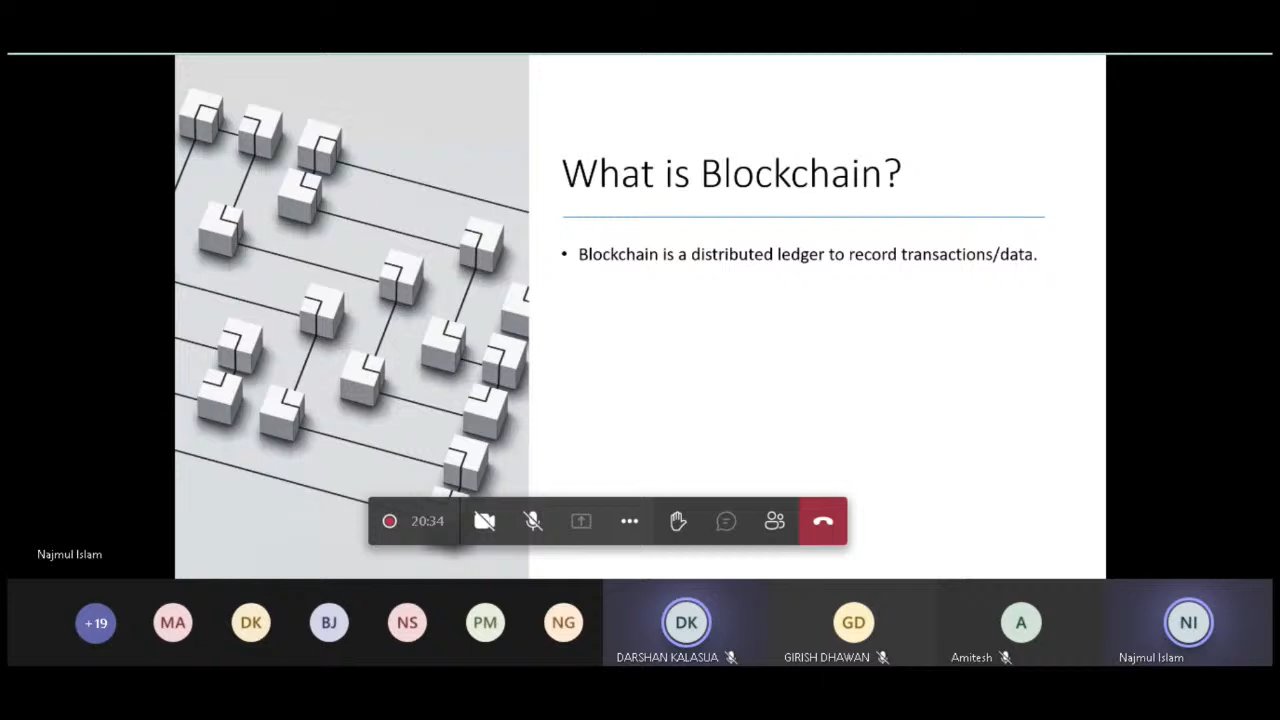 What is Blockchain?
• Blockchain is a distributed ledger to record transactions/data.
20:34
Najmul Islam
+19
MA
DK
BJ
NS
PM
NG
DK
GD
A
NI
DARSHAN KALASUA
GIRISH DHAWAN
Amitesh
Najmul Islam